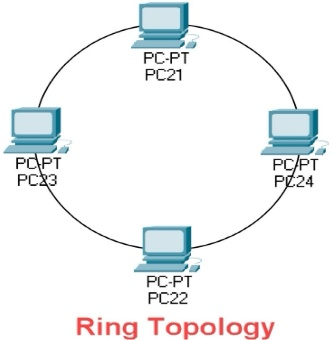 PC-PT
PC21
PC-PT
PC23
PC-PT
PC24
PC-PT
PC22
Ring Topology